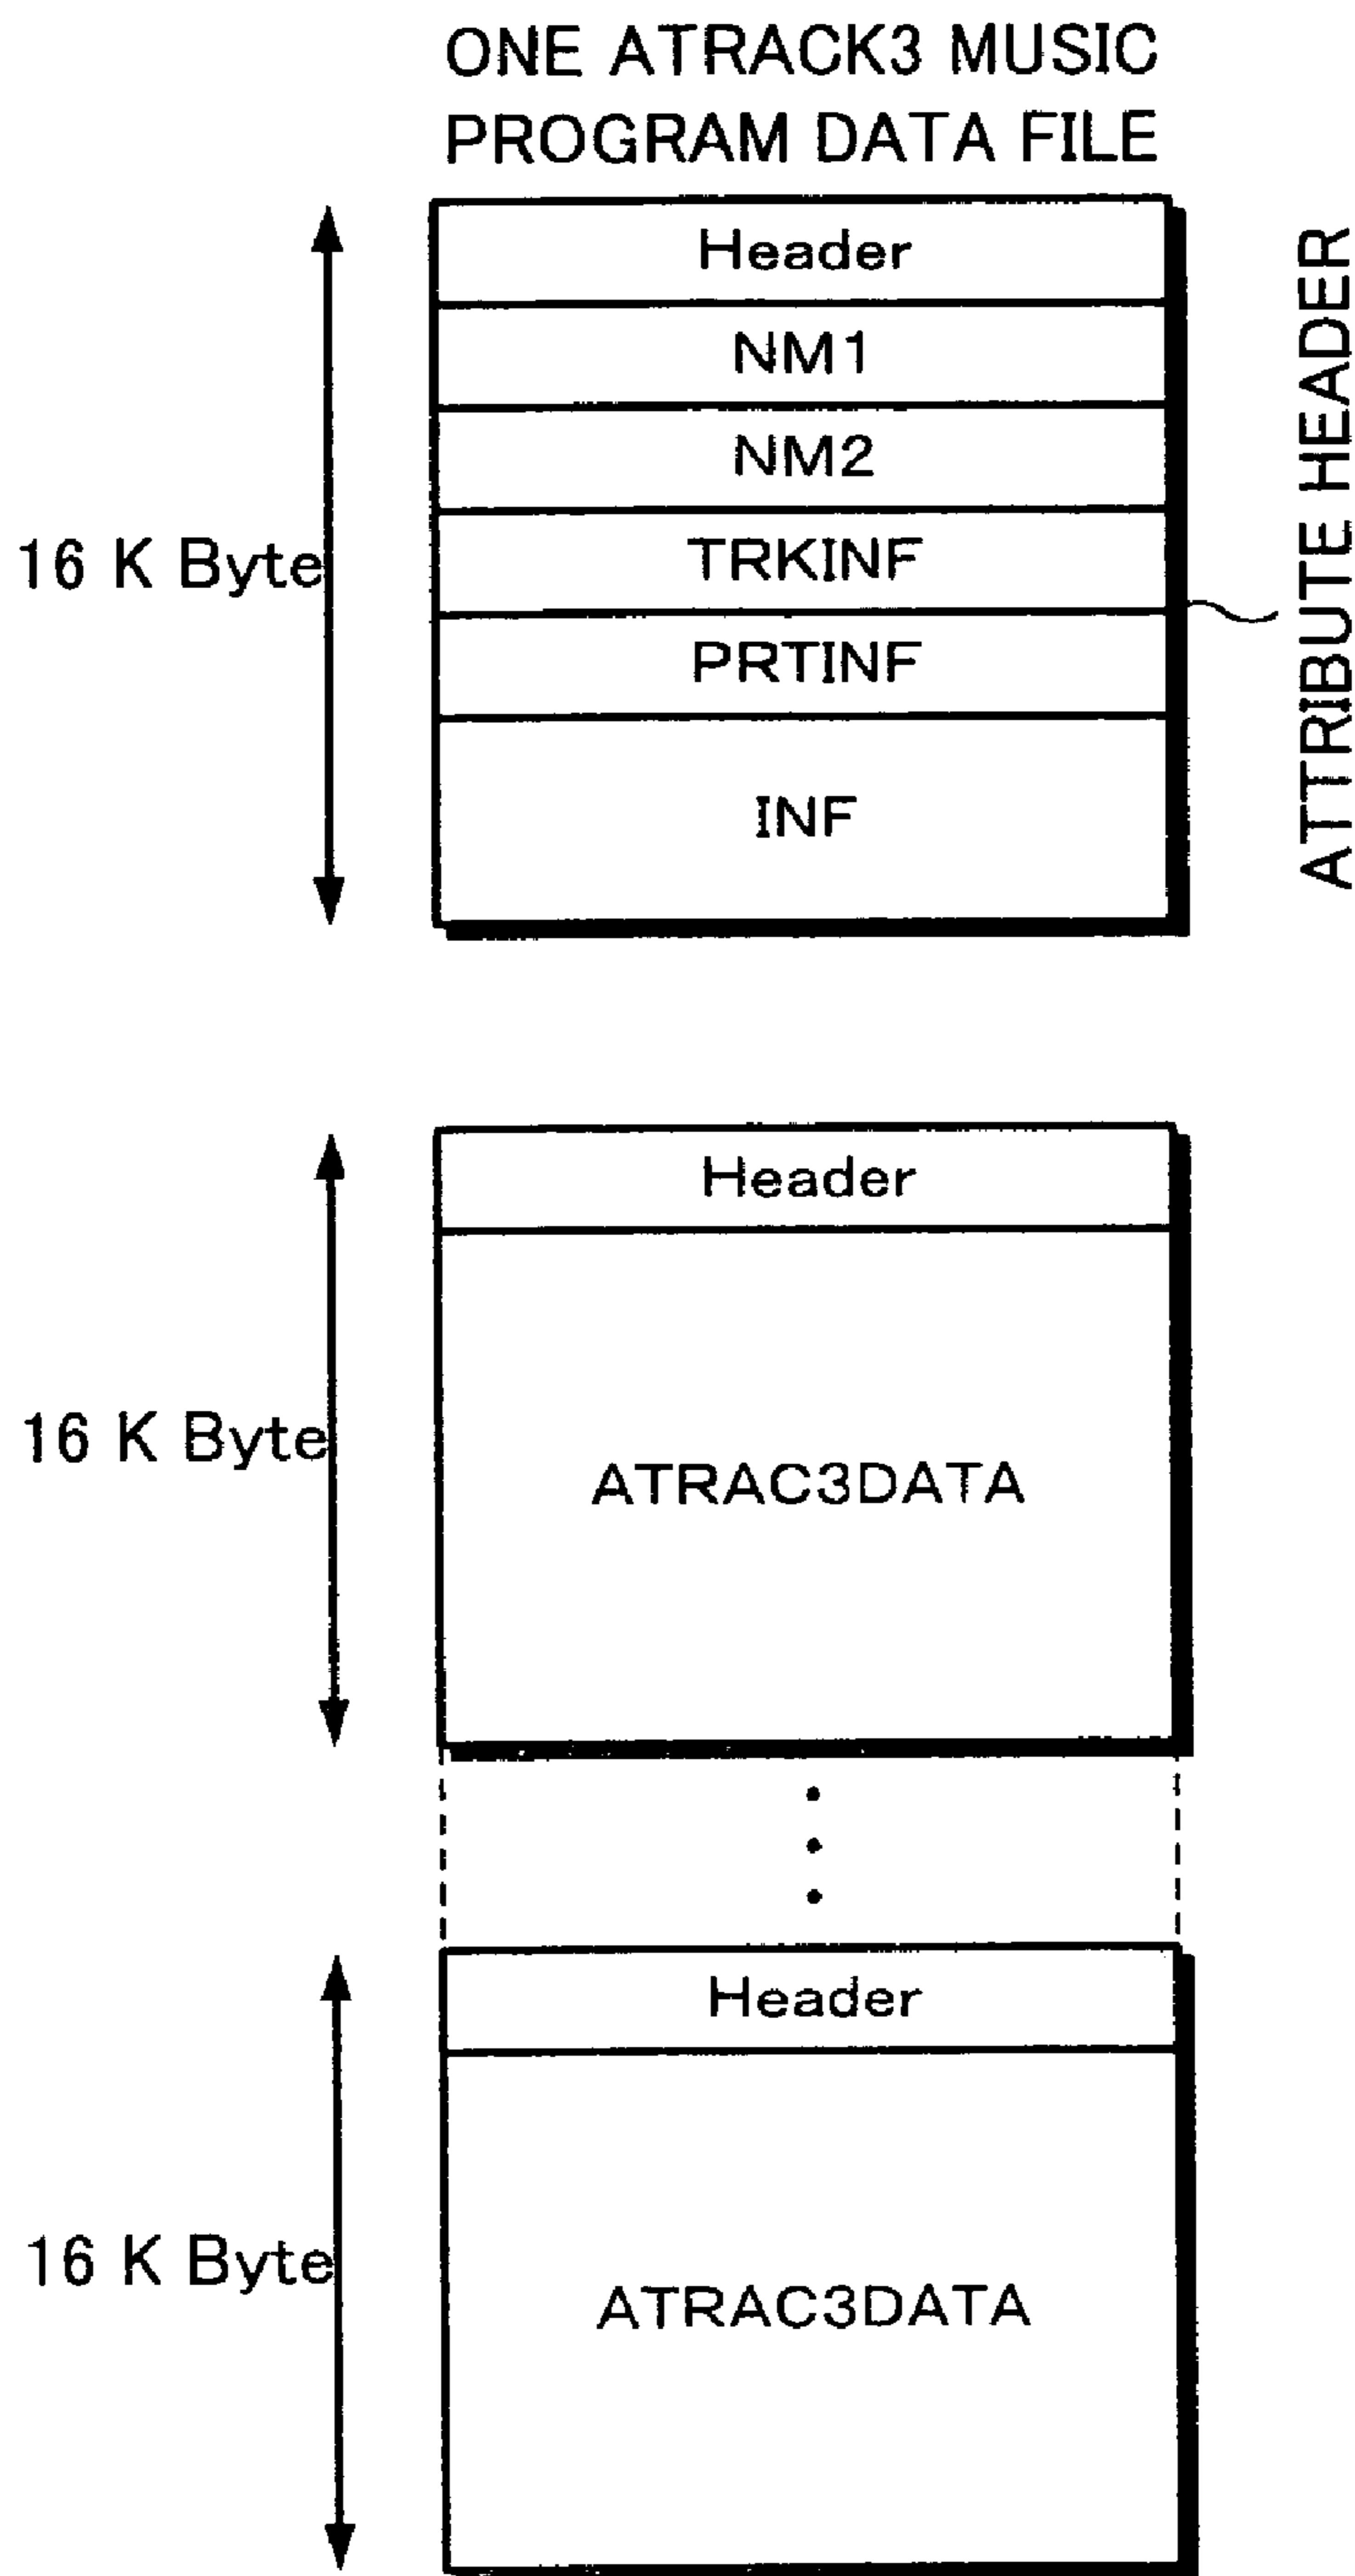 ONE ATRACK3 MUSIC
PROGRAM DATA FILE
Header
NM1
NM2
TRKINF
PRTINF
INF
16 K Byte
ATTRIBUTE HEADER
Header
ATRAC3DATA
16 K Byte
Header
ATRAC3DATA
16 K Byte